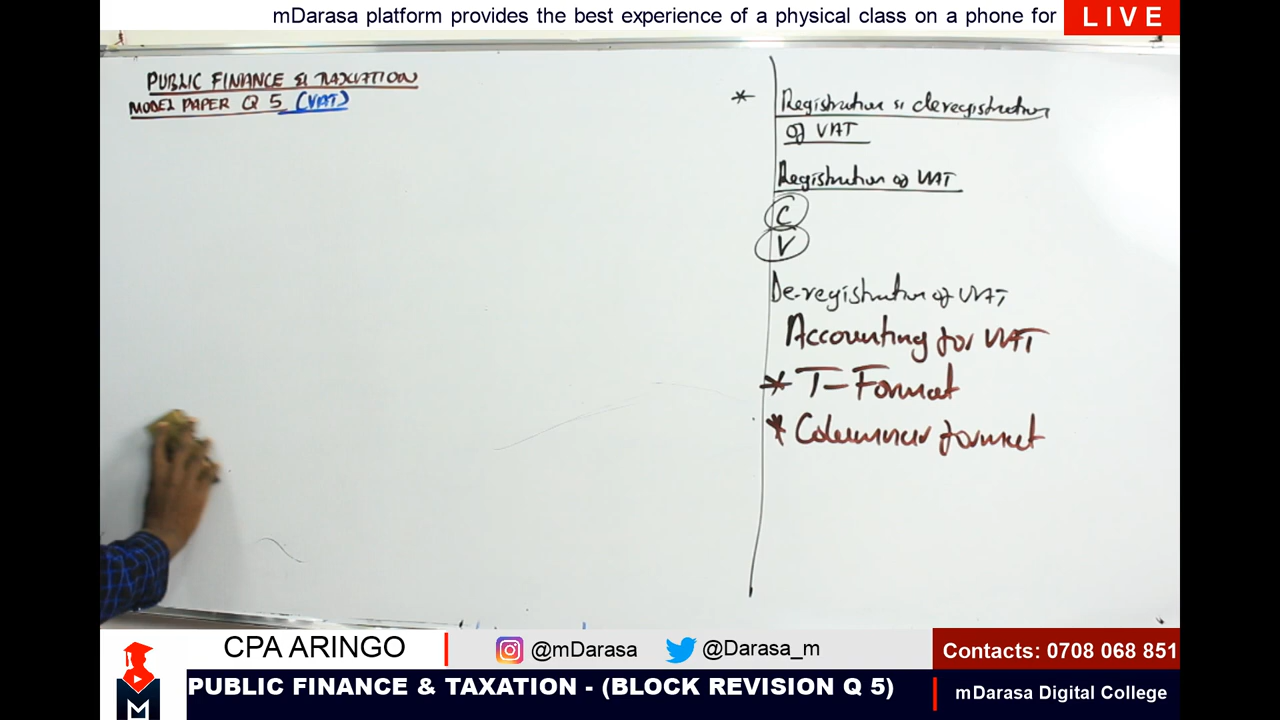 mDarasa platform provides the best experience of a physical class on a phone for
LIVE
PUBLIC FINANCE & TAXATION
MODEL PAPER Q 5 (VAT)
* Registration & deregistration
of VAT
Registration of VAT
C
V
De-registration of VAT
Accounting for VAT
* T-Format
* Columnar format
CPA ARINGO
@mDarasa
@Darasa_m
Contacts: 0708 068 851
PUBLIC FINANCE & TAXATION - (BLOCK REVISION Q 5)
mDarasa Digital College